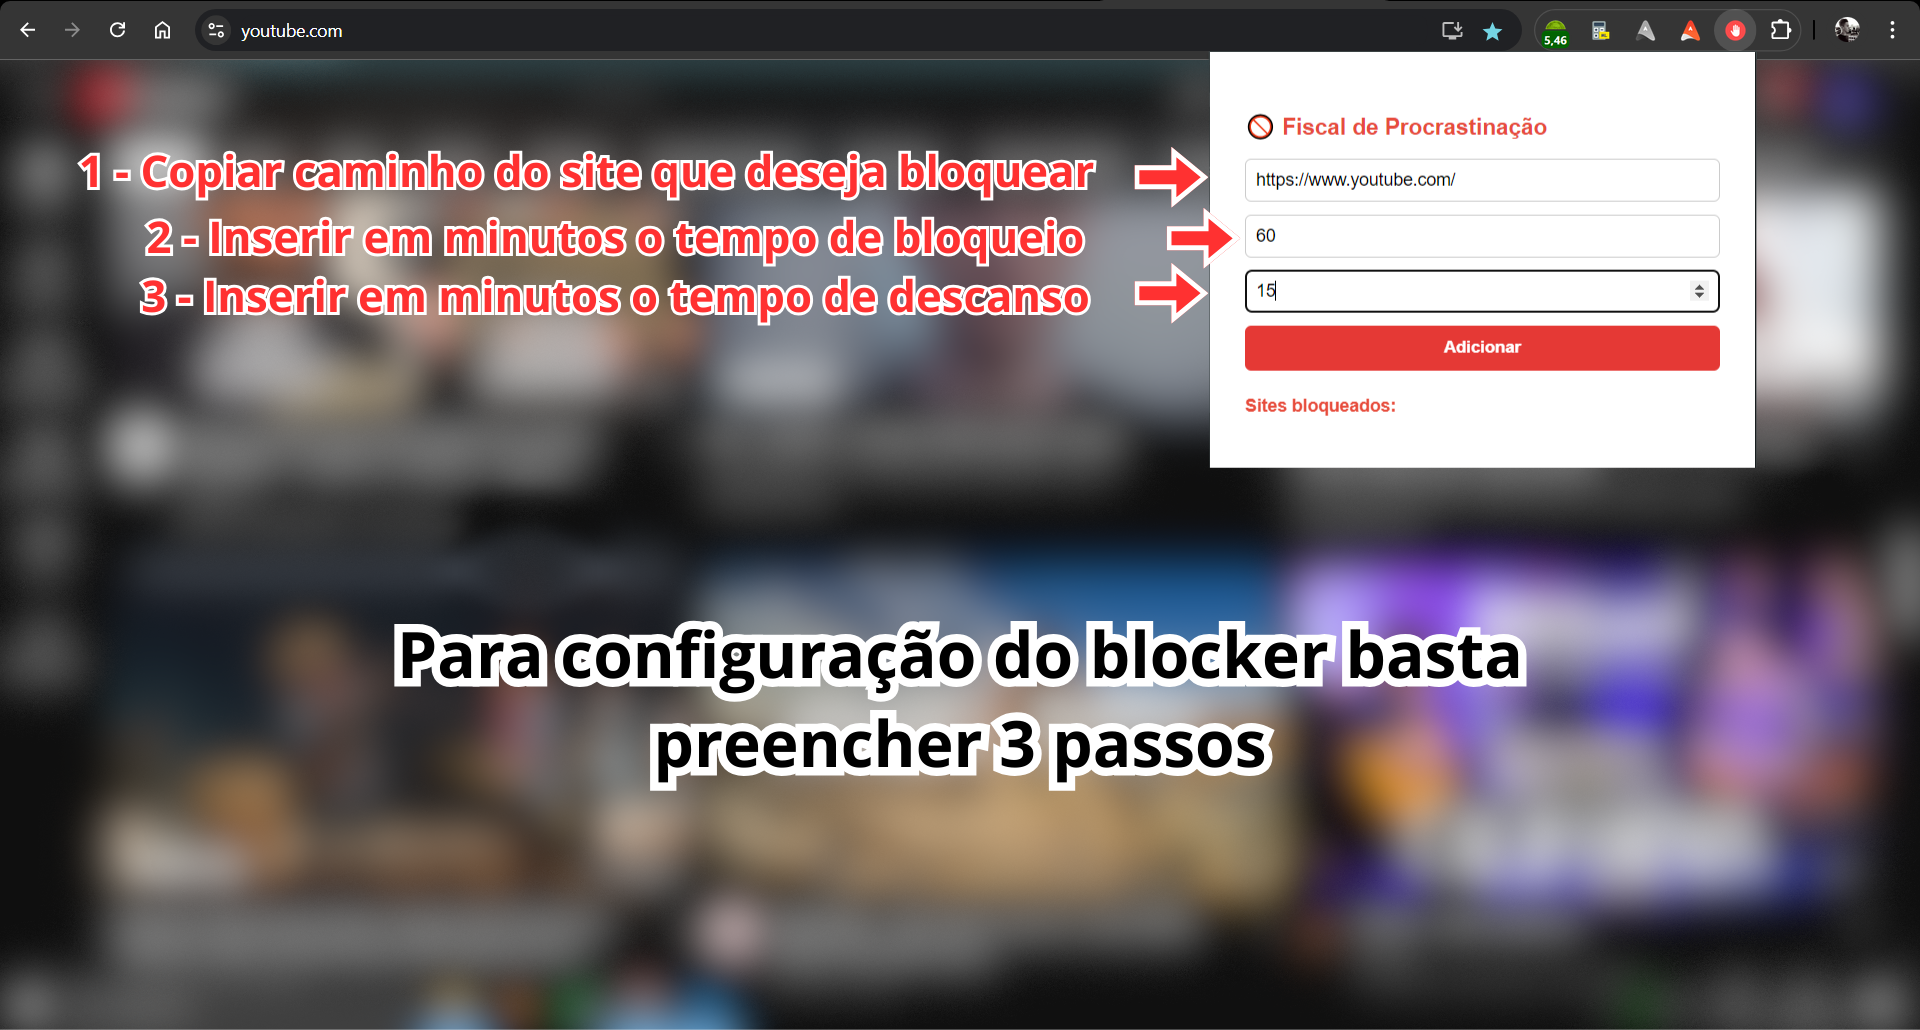 youtube.com
5,46
Fiscal de Procrastinação
1 - Copiar caminho do site que deseja bloquear
https://www.youtube.com/
2 - Inserir em minutos o tempo de bloqueio
60
3 - Inserir em minutos o tempo de descanso
15
Adicionar
Sites bloqueados:
Para configuração do blocker basta
preencher 3 passos